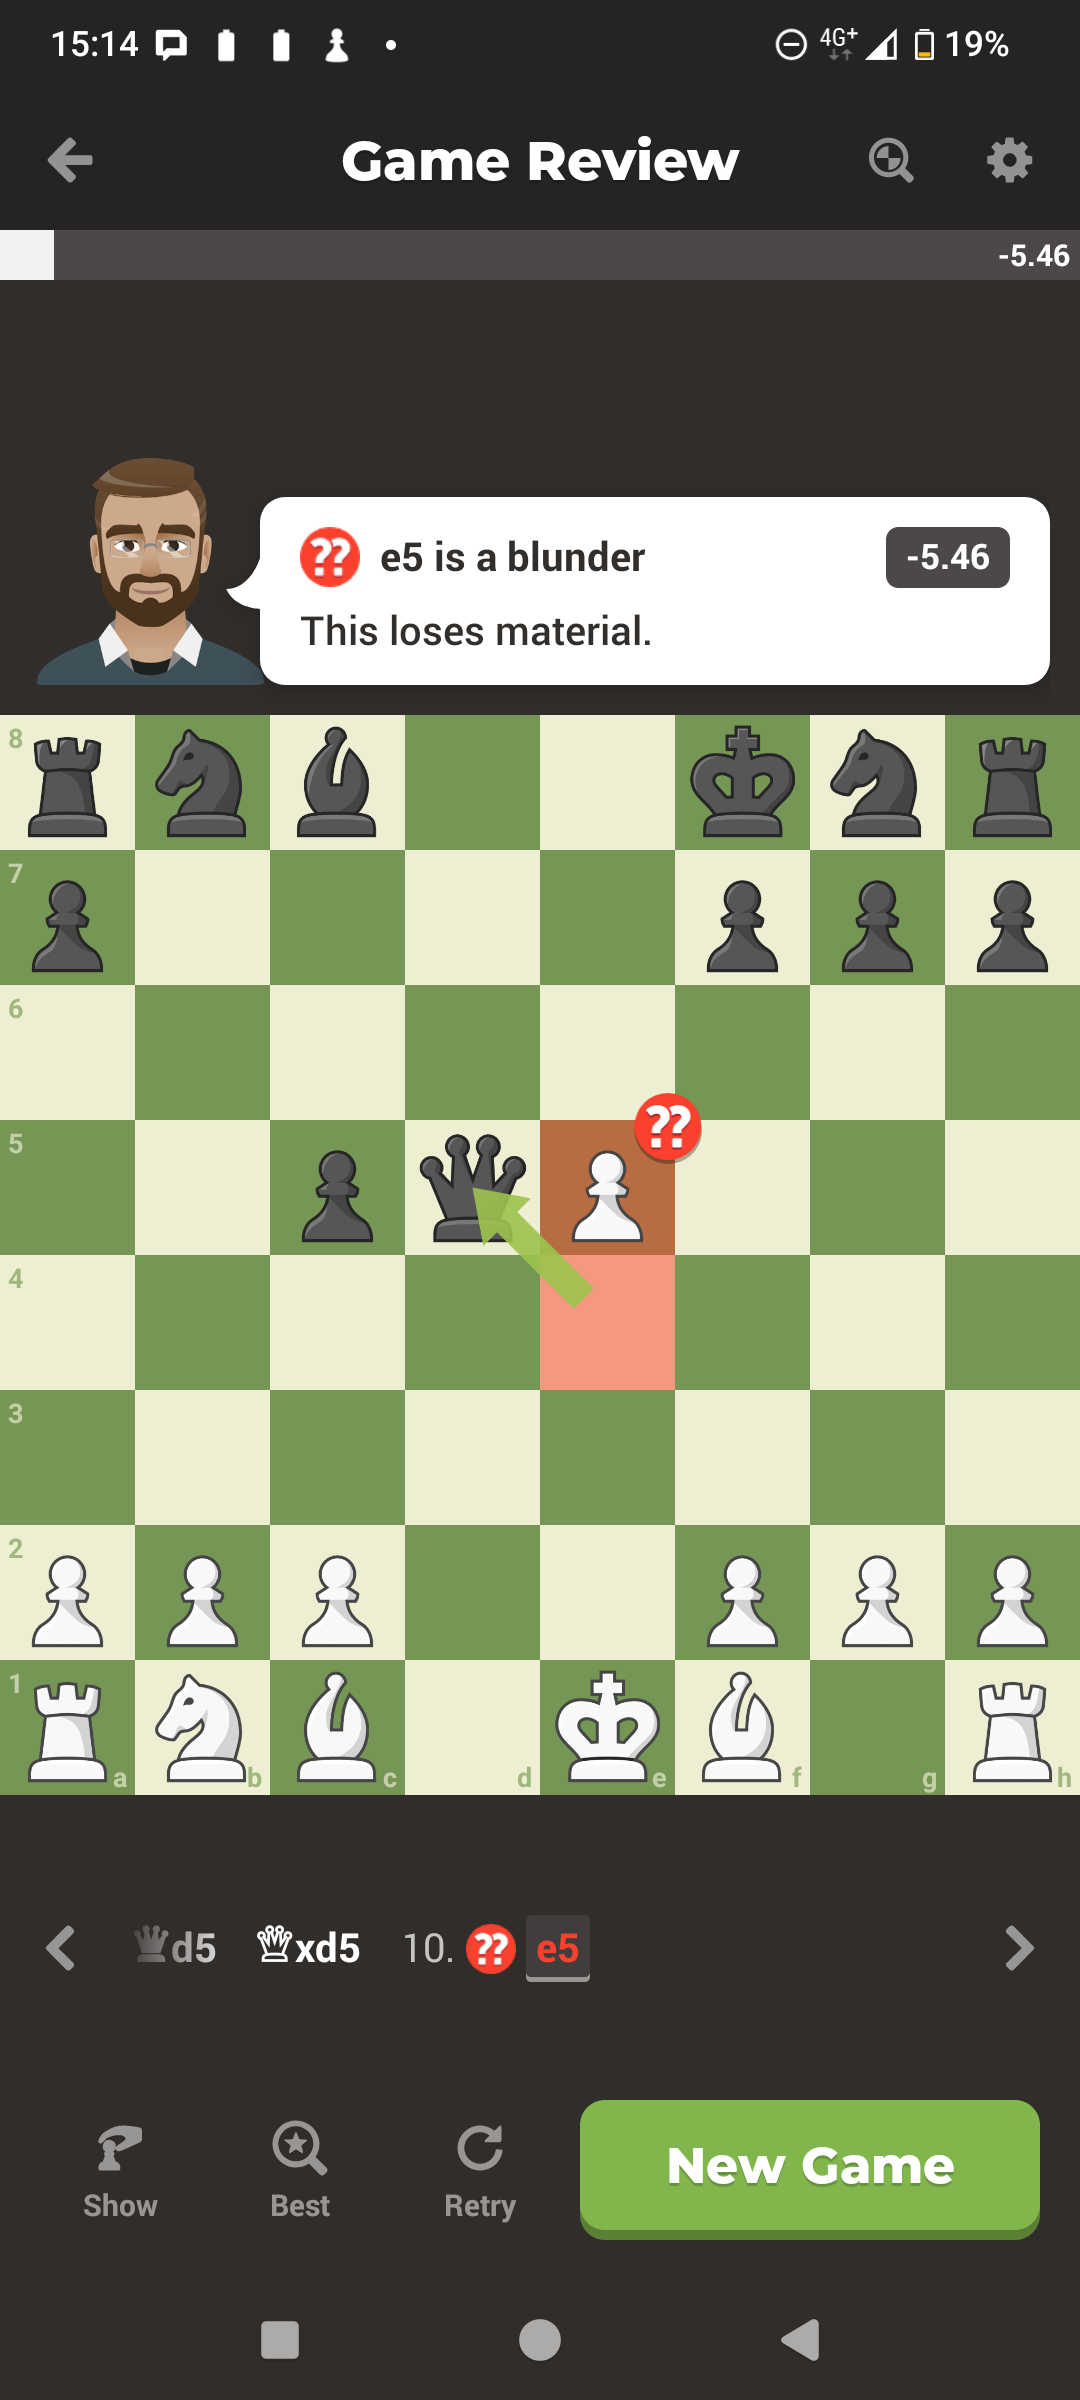 15:14 4G+ 19%
Game Review
-5.46
?? e5 is a blunder -5.46
This loses material.
8
7
6
??
5
4
3
2
1
a b c d e f g h
d5 xd5 10. ?? e5
Show Best Retry New Game